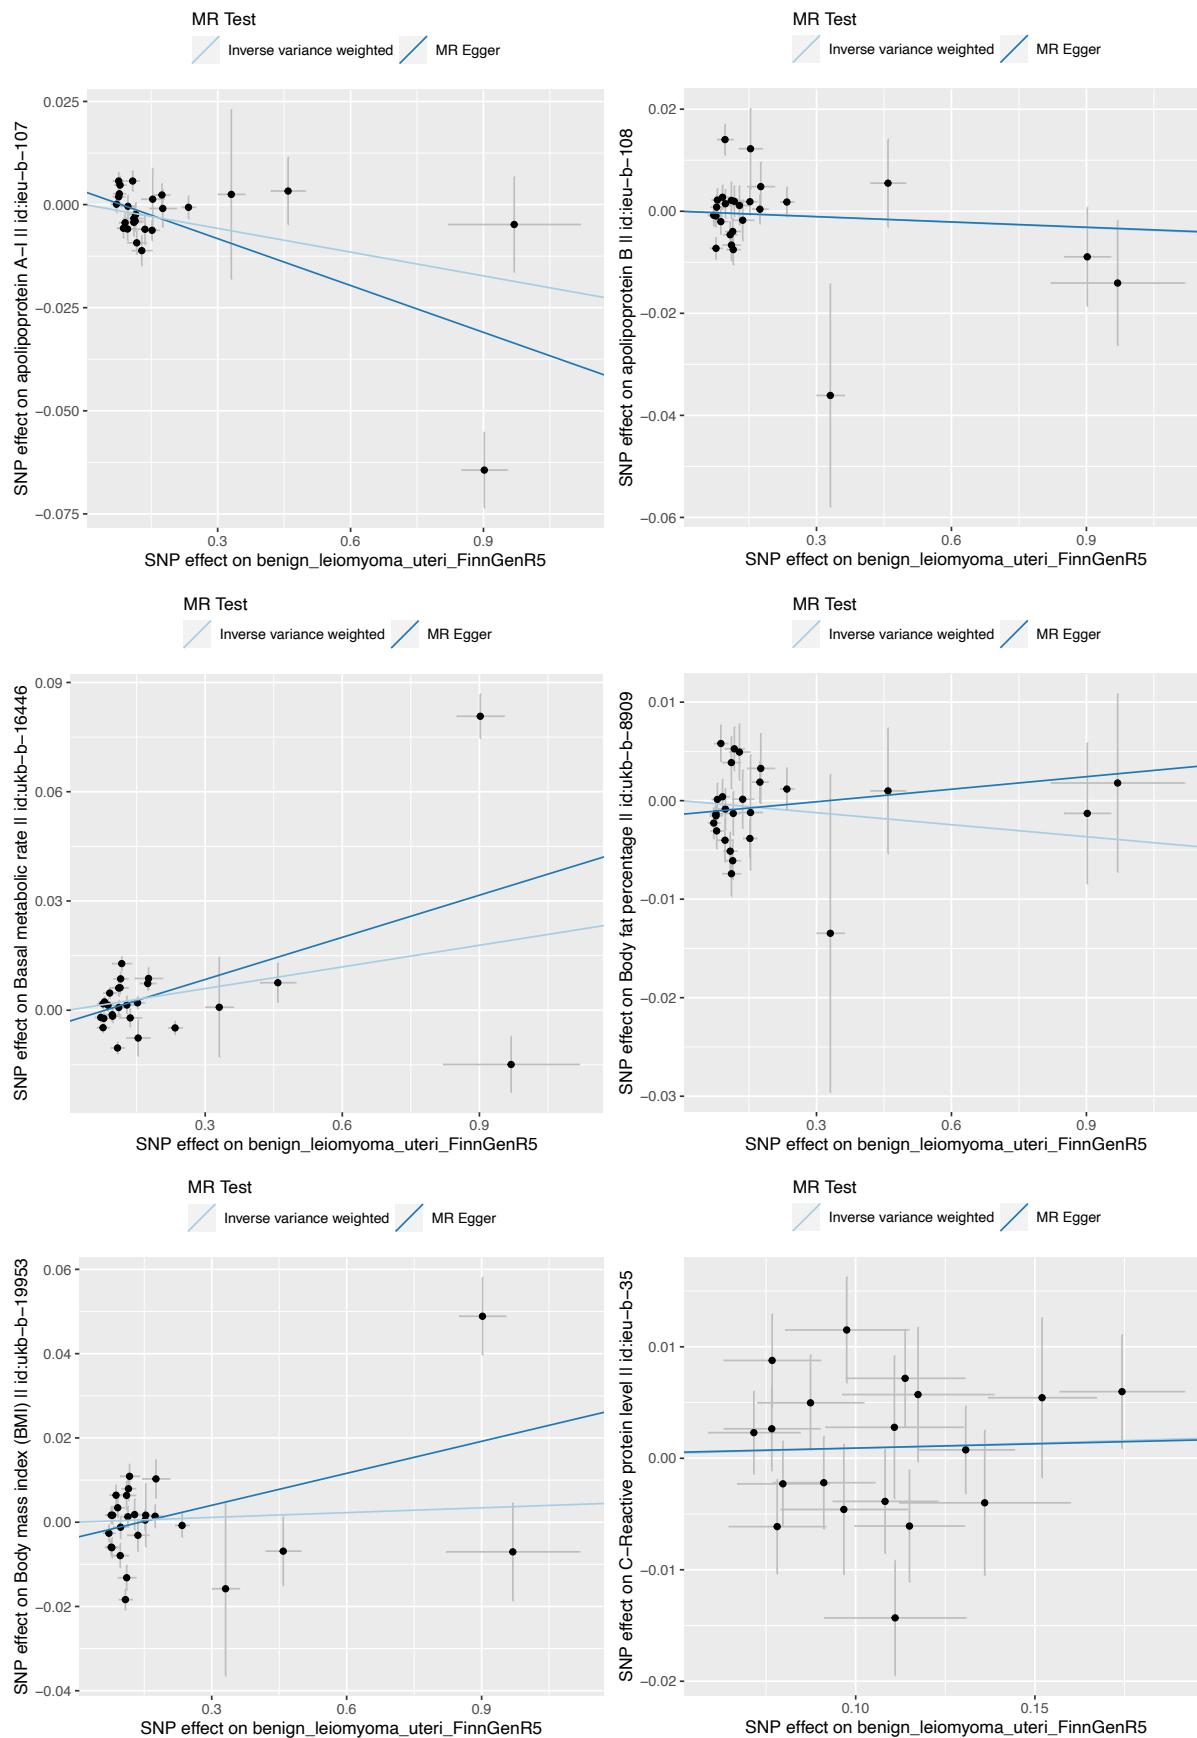 MR Test
Inverse variance weighted
MR Egger
SNP effect on apolipoprotein A−I II id:ieu−b−107
0.025
0.000
−0.025
−0.050
−0.075
0.3 0.6 0.9
SNP effect on benign_leiomyoma_uteri_FinnGenR5
MR Test
Inverse variance weighted
MR Egger
SNP effect on apolipoprotein B II id:ieu−b−108
0.02
0.00
−0.02
−0.04
−0.06
0.3 0.6 0.9
SNP effect on benign_leiomyoma_uteri_FinnGenR5
MR Test
Inverse variance weighted
MR Egger
SNP effect on Basal metabolic rate II id:ukb−b−16446
0.09
0.06
0.03
0.00
0.3 0.6 0.9
SNP effect on benign_leiomyoma_uteri_FinnGenR5
MR Test
Inverse variance weighted
MR Egger
SNP effect on Body fat percentage II id:ukb−b−8909
0.01
0.00
−0.01
−0.02
−0.03
0.3 0.6 0.9
SNP effect on benign_leiomyoma_uteri_FinnGenR5
MR Test
Inverse variance weighted
MR Egger
SNP effect on Body mass index (BMI) II id:ukb−b−19953
0.06
0.04
0.02
0.00
−0.02
−0.04
0.3 0.6 0.9
SNP effect on benign_leiomyoma_uteri_FinnGenR5
MR Test
Inverse variance weighted
MR Egger
SNP effect on C−Reactive protein level II id:ieu−b−35
0.01
0.00
−0.01
−0.02
0.10 0.15
SNP effect on benign_leiomyoma_uteri_FinnGenR5